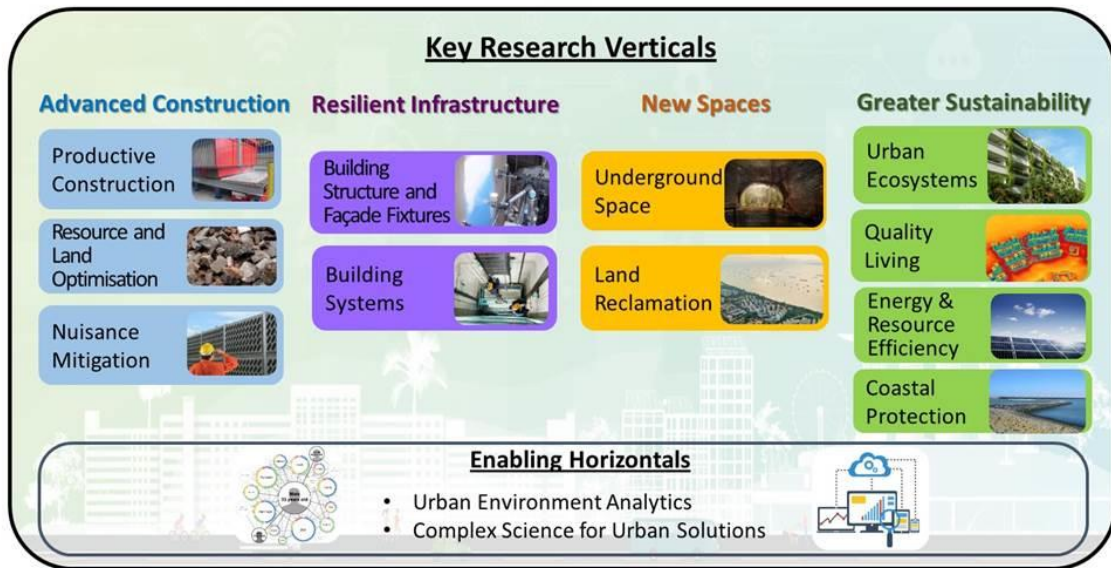 Key Research Verticals
Advanced Construction
Productive
Construction
Resource and
Land
Optimisation
Nuisance
Mitigation
Resilient Infrastructure
Building
Structure and
Façade Fixtures
Building
Systems
New Spaces
Underground
Space
Land
Reclamation
Greater Sustainability
Urban
Ecosystems
Quality
Living
Energy &
Resource
Efficiency
Coastal
Protection
Enabling Horizontals
• Urban Environment Analytics
• Complex Science for Urban Solutions